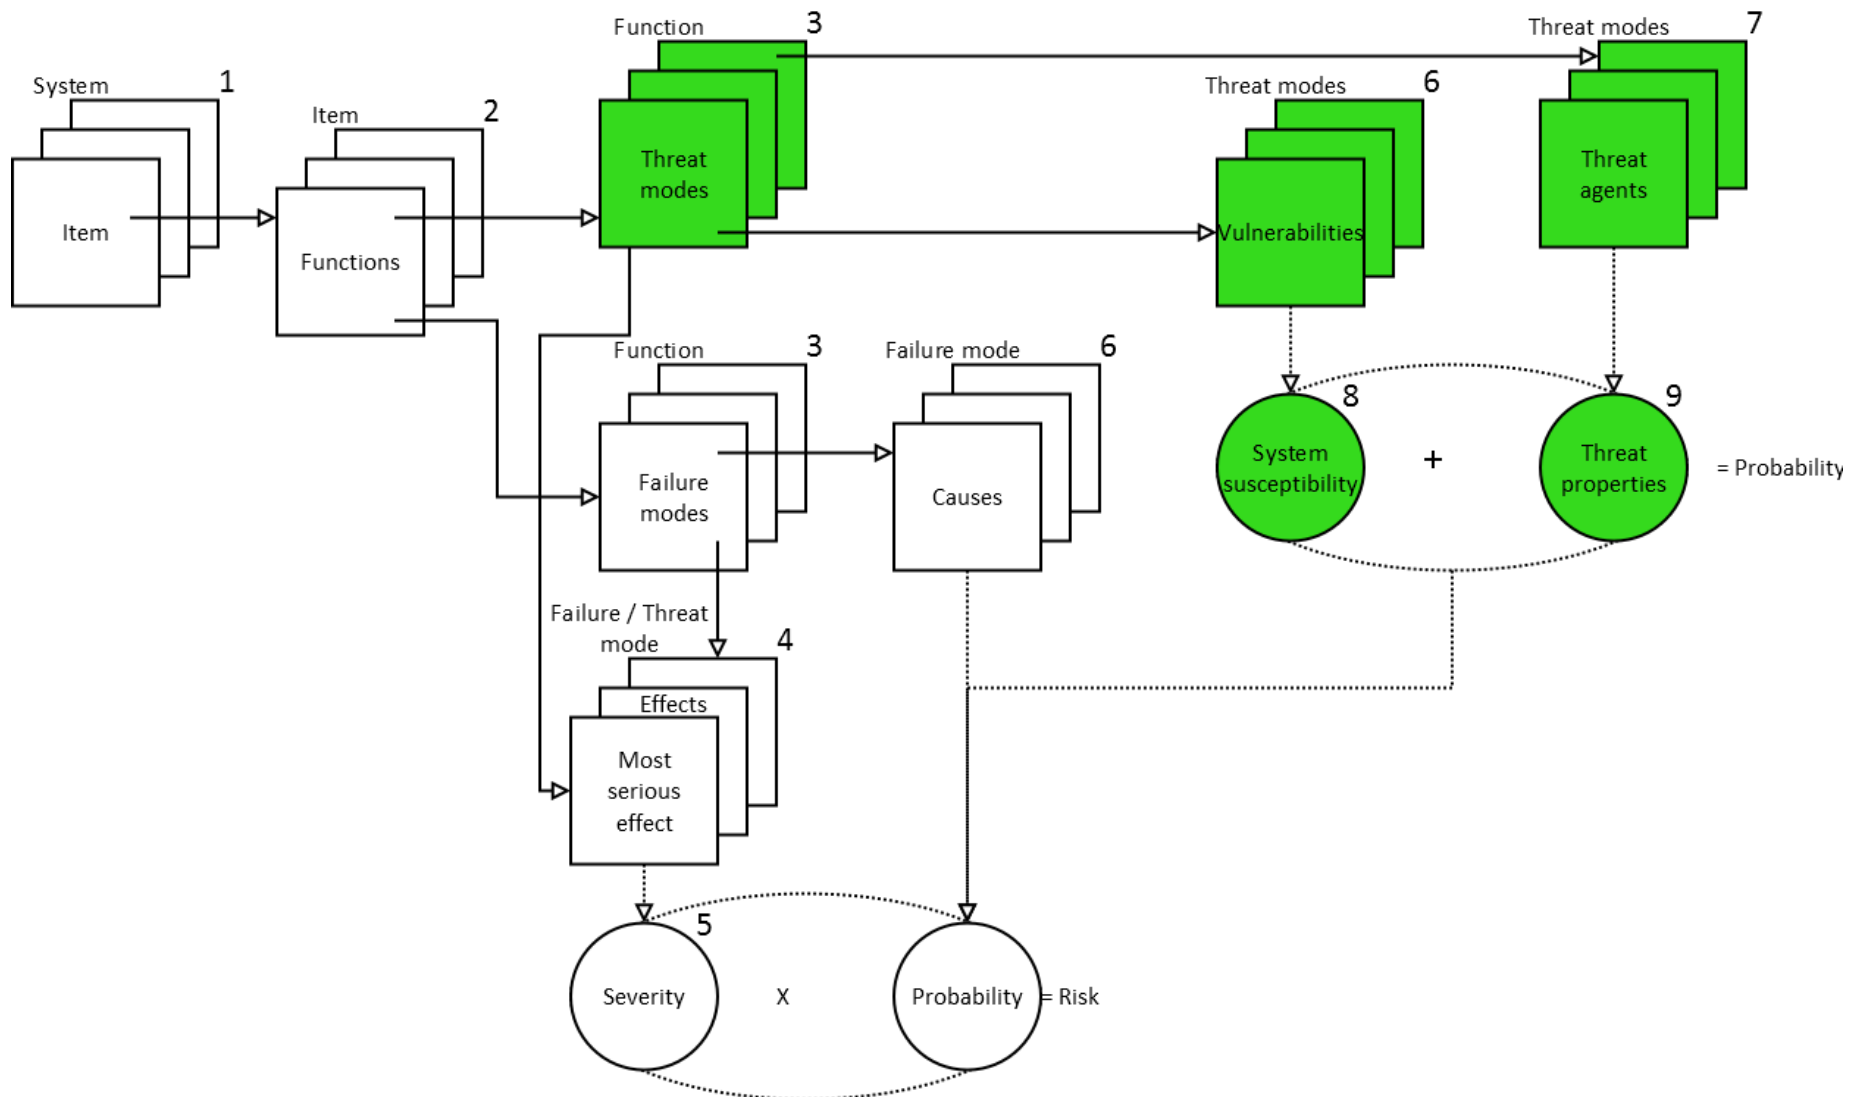 System
1
Item
Item
2
Functions
Function
3
Threat
modes
Threat modes
6
Vulnerabilities
Threat modes
7
Threat
agents
Function
3
Failure
modes
Failure mode
6
Causes
8
System
susceptibility
+
9
Threat
properties
= Probability
Failure / Threat
mode
4
Effects
Most
serious
effect
5
Severity
X
Probability
= Risk